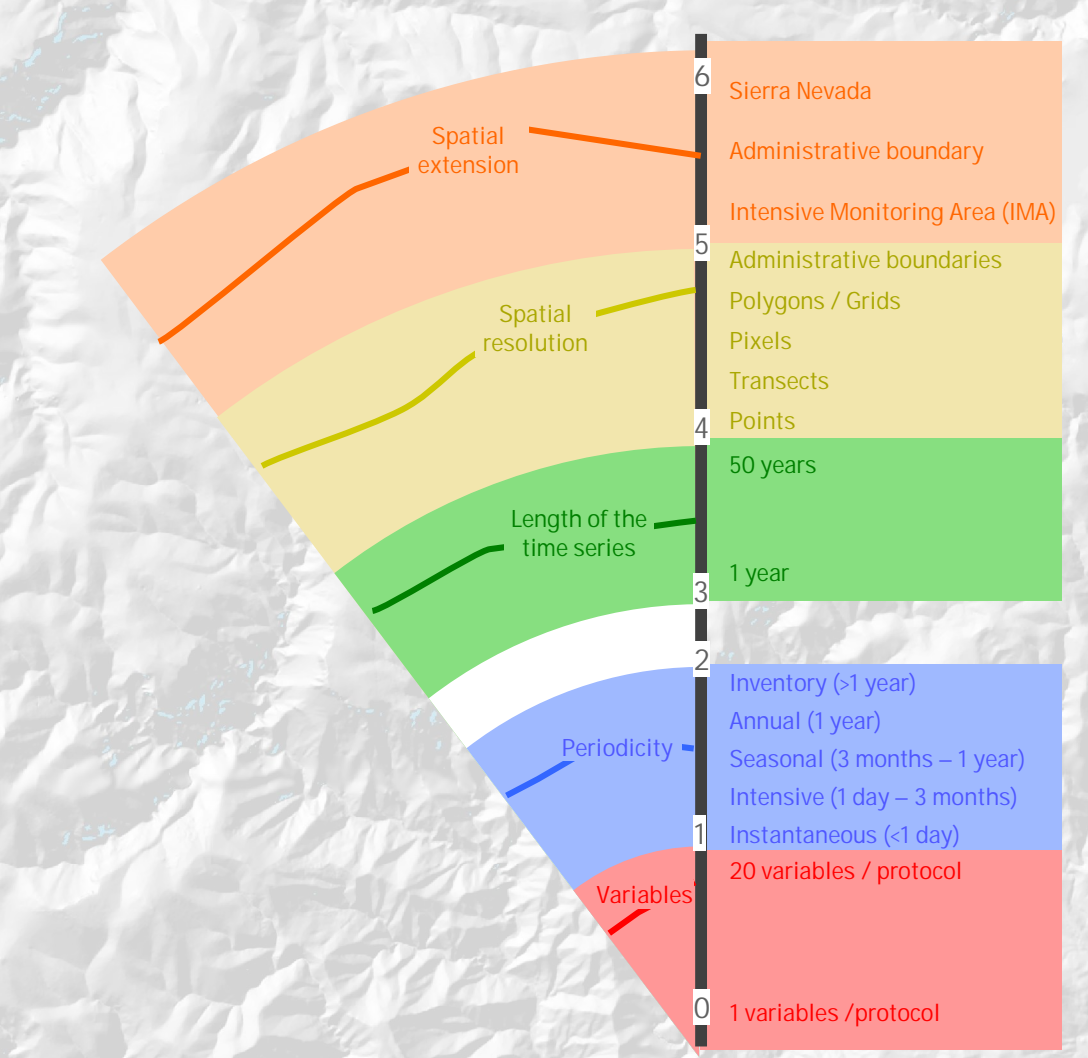 6
Sierra Nevada
Spatial
extension
Administrative boundary
Intensive Monitoring Area (IMA)
5
Administrative boundaries
Spatial
resolution
Polygons / Grids
Pixels
Transects
Points
4
50 years
Length of the
time series
1 year
3
2
Inventory (>1 year)
Annual (1 year)
Periodicity
Seasonal (3 months – 1 year)
Intensive (1 day – 3 months)
1
Instantaneous (<1 day)
20 variables / protocol
Variables
0
1 variables /protocol